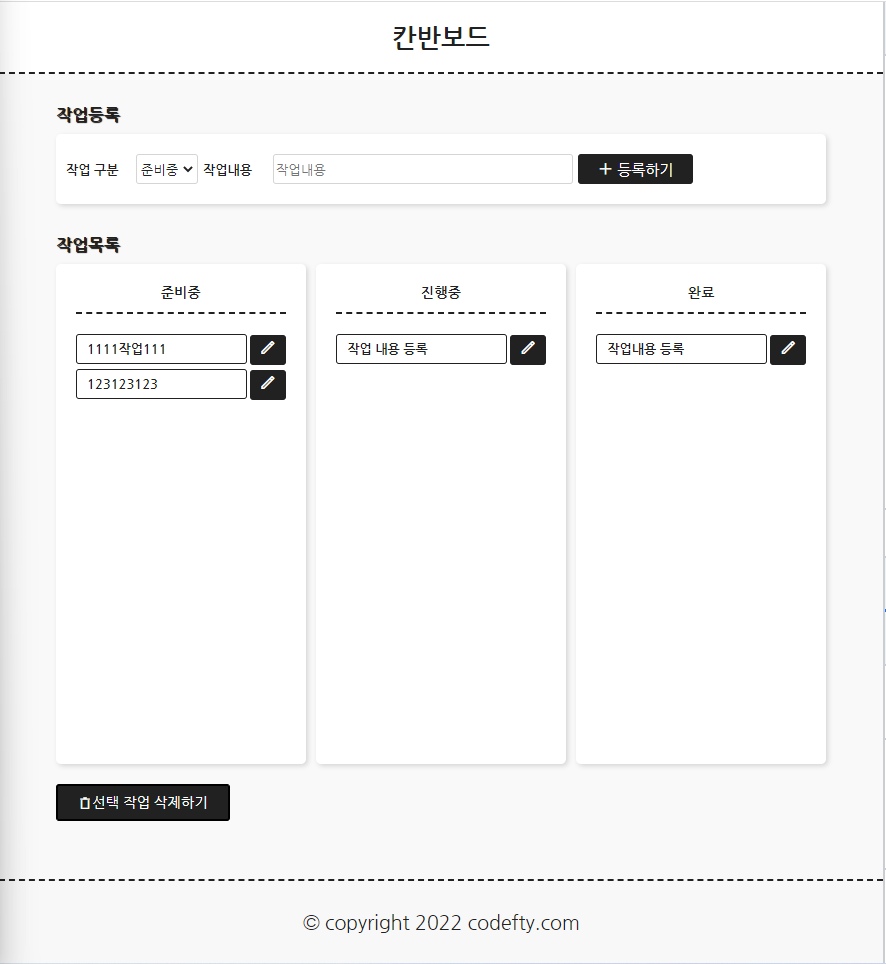 칸반보드
작업등록
작업 구분 준비중 작업내용 작업내용 + 등록하기
작업목록
준비중 진행중 완료
1111작업111 작업 내용 등록 작업내용 등록
123123123
선택 작업 삭제하기
© copyright 2022 codefty.com